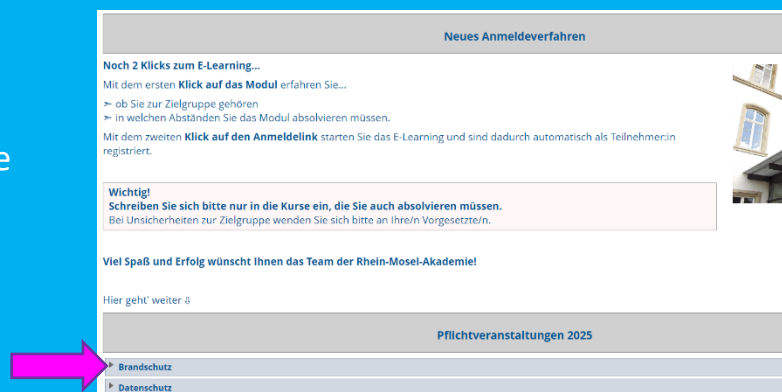 Neues Anmeldeverfahren
Noch 2 Klicks zum E-Learning...
Mit dem ersten Klick auf das Modul erfahren Sie...
➣ ob Sie zur Zielgruppe gehören
➣ in welchen Abständen Sie das Modul absolvieren müssen.
Mit dem zweiten Klick auf den Anmeldelink starten Sie das E-Learning und sind dadurch automatisch als Teilnehmer:in
registriert.
e
Wichtig!
Schreiben Sie sich bitte nur in die Kurse ein, die Sie auch absolvieren müssen.
Bei Unsicherheiten zur Zielgruppe wenden Sie sich bitte an Ihre/n Vorgesetzte/n.
Viel Spaß und Erfolg wünscht Ihnen das Team der Rhein-Mosel-Akademie!
Hier geht' weiter ⇩
Pflichtveranstaltungen 2025
Brandschutz
Datenschutz